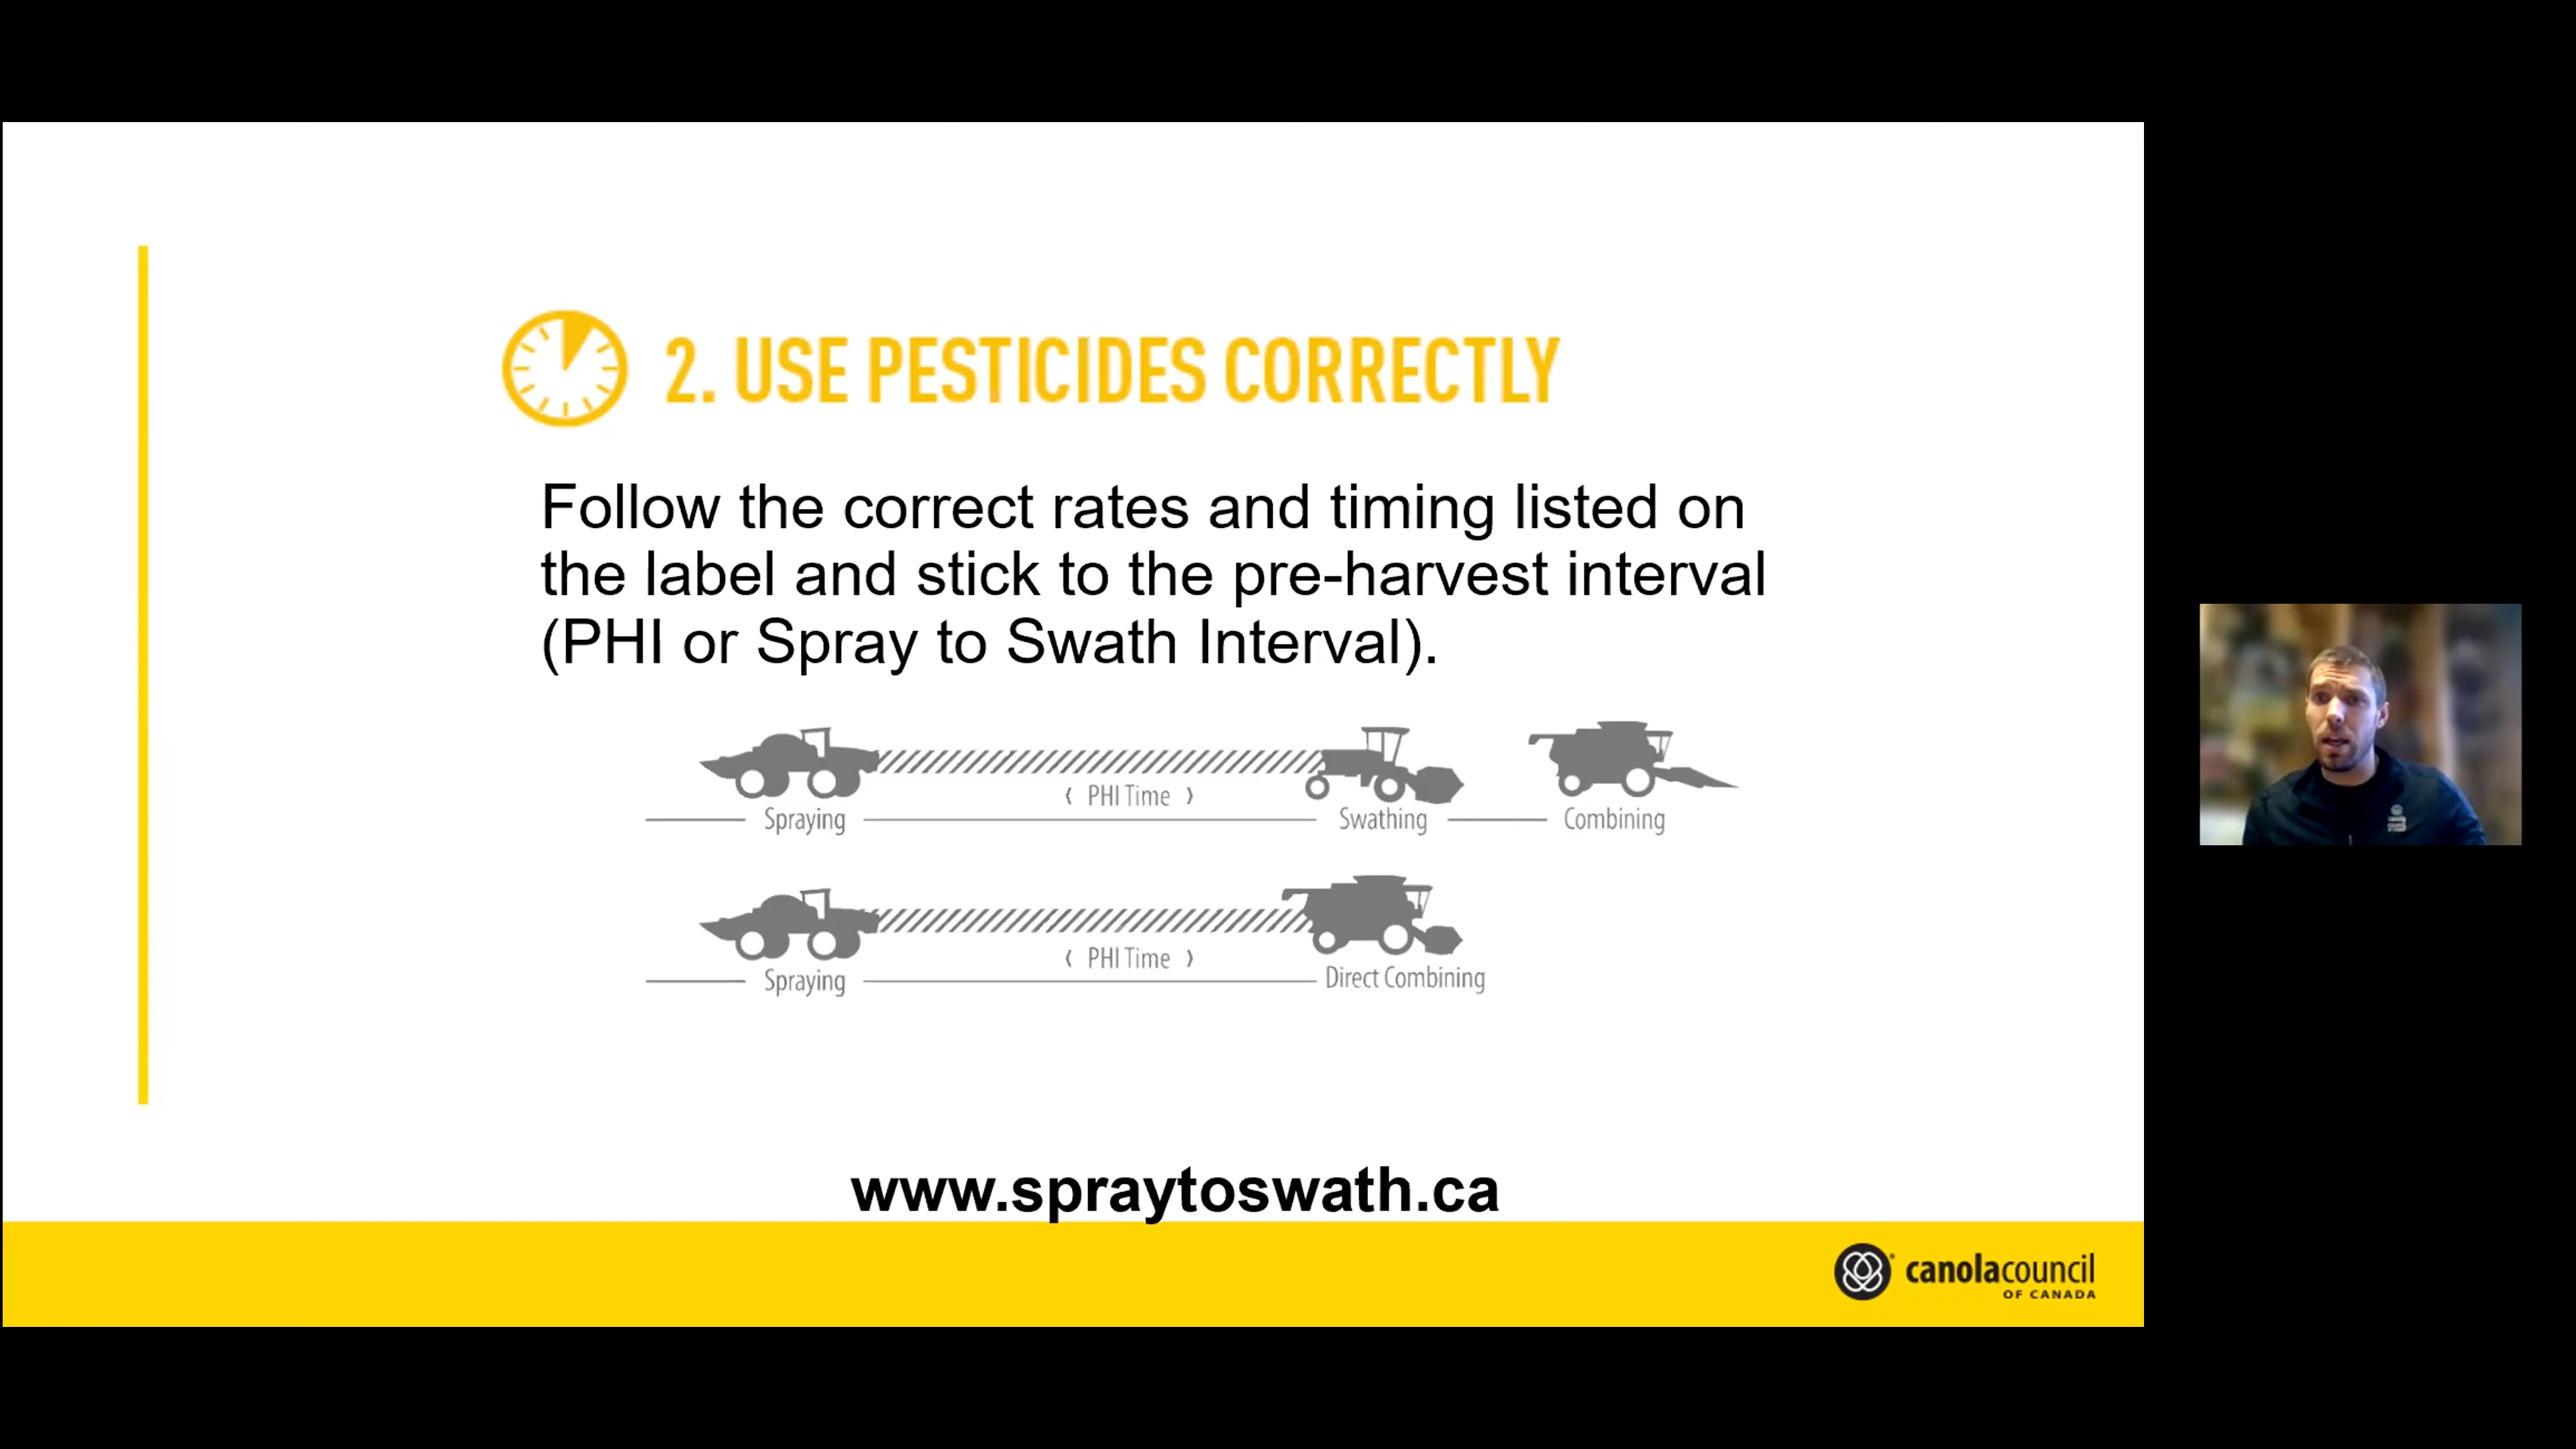 2. USE PESTICIDES CORRECTLY
Follow the correct rates and timing listed on
the label and stick to the pre-harvest interval
(PHI or Spray to Swath Interval).
PHI Time
Spraying
Swathing
Combining
PHI Time
Spraying
Direct Combining
www.spraytoswath.ca
canolacouncil
OF CANADA